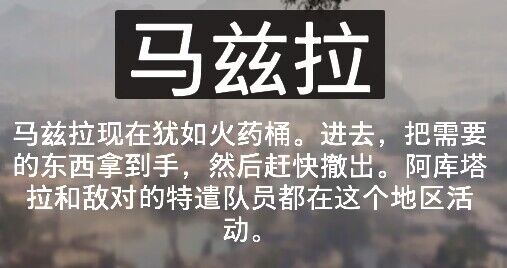 马兹拉
马兹拉现在犹如火药桶。进去，把需要
的东西拿到手，然后赶快撤出。阿库塔
拉和敌对的特遣队员都在这个地区活
动。